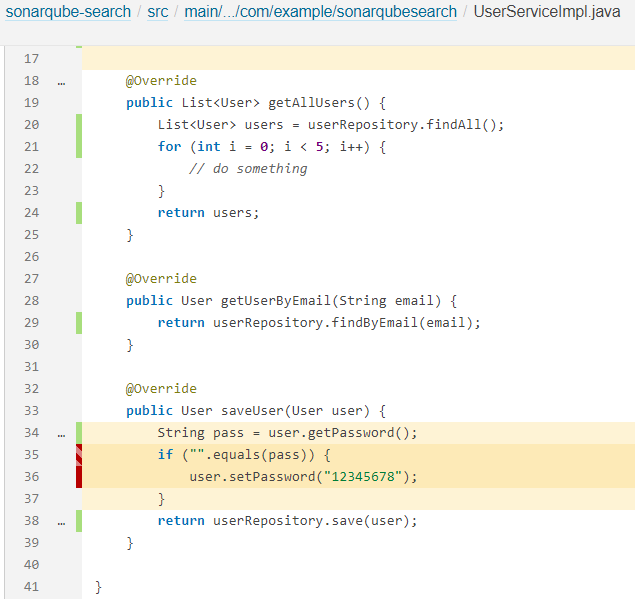 sonarqube-search / src / main/.../com/example/sonarqubesearch / UserServiceImpl.java
17
18 … @Override
19 public List<User> getAllUsers() {
20 List<User> users = userRepository.findAll();
21 for (int i = 0; i < 5; i++) {
22 // do something
23 }
24 return users;
25 }
26
27 @Override
28 public User getUserByEmail(String email) {
29 return userRepository.findByEmail(email);
30 }
31
32 @Override
33 public User saveUser(User user) {
34 … String pass = user.getPassword();
35 if ("".equals(pass)) {
36 user.setPassword("12345678");
37 }
38 … return userRepository.save(user);
39 }
40
41 }